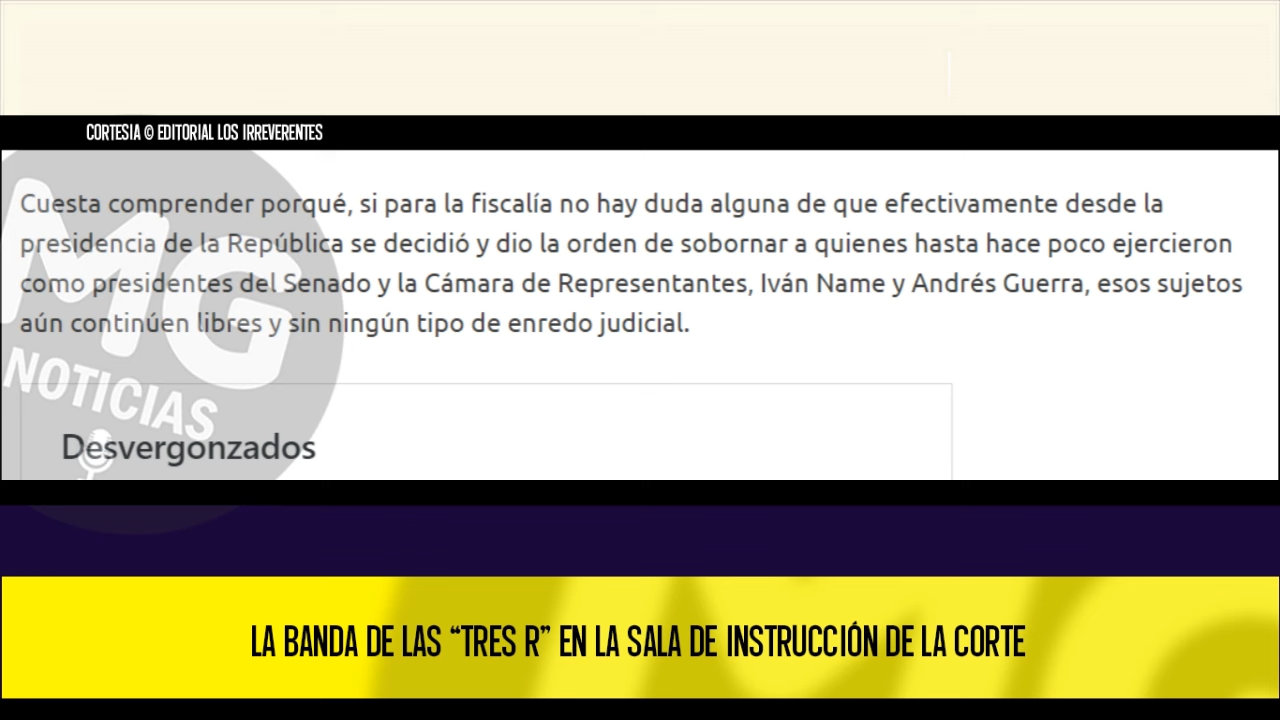 CORTESIA © EDITORIAL LOS IRREVERENTES
Cuesta comprender porqué, si para la fiscalía no hay duda alguna de que efectivamente desde la
presidencia de la República se decidió y dio la orden de sobornar a quienes hasta hace poco ejercieron
como presidentes del Senado y la Cámara de Representantes, Iván Name y Andrés Guerra, esos sujetos
aún continúen libres y sin ningún tipo de enredo judicial.
MG
NOTICIAS
Desvergonzados
LA BANDA DE LAS “TRES R” EN LA SALA DE INSTRUCCIÓN DE LA CORTE